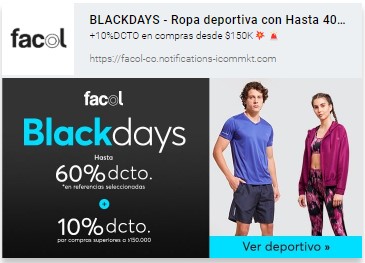 facol
BLACKDAYS - Ropa deportiva con Hasta 40...
+10%DCTO en compras desde $150K💥🚨
https://facol-co.notifications-icommkt.com
facol
Blackdays
Hasta
60% dcto.
*en referencias seleccionadas
+
10% dcto.
por compras superiores a $150.000
Ver deportivo »